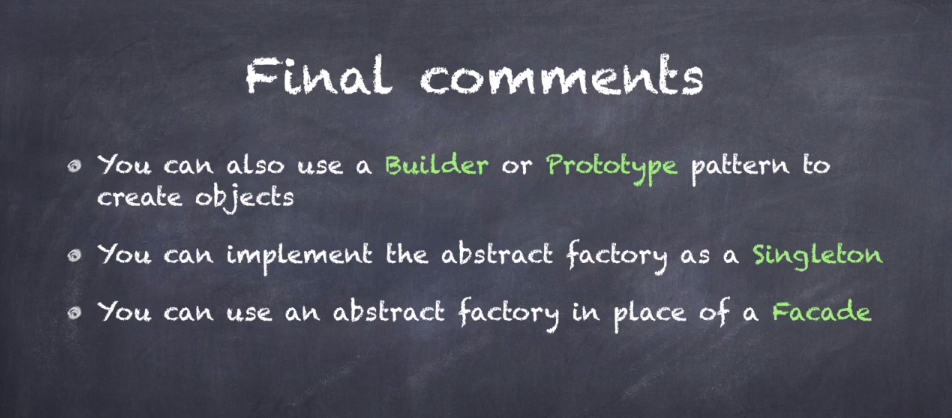 Final comments
You can also use a Builder or Prototype pattern to
create objects
You can implement the abstract factory as a Singleton
You can use an abstract factory in place of a Facade